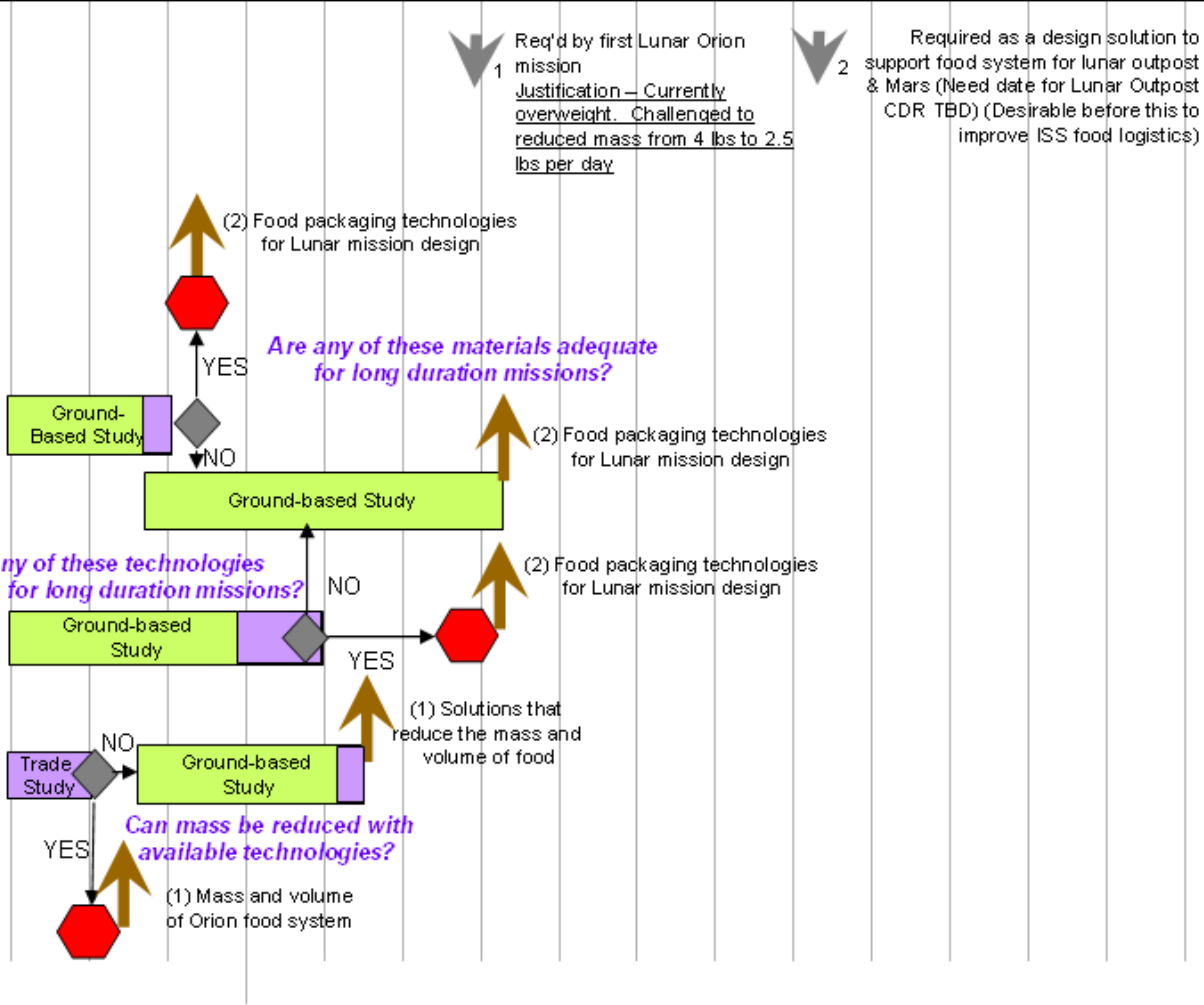 Req'd by first Lunar Orion
1 mission
Justification – Currently
overweight. Challenged to
reduced mass from 4 lbs to 2.5
lbs per day
Required as a design solution to
2 support food system for lunar outpost
& Mars (Need date for Lunar Outpost
CDR TBD) (Desirable before this to
improve ISS food logistics)
(2) Food packaging technologies
for Lunar mission design
YES
Are any of these materials adequate
for long duration missions?
Ground-
Based Study
NO
(2) Food packaging technologies
for Lunar mission design
Ground-based Study
ny of these technologies
for long duration missions?
NO
(2) Food packaging technologies
for Lunar mission design
Ground-based
Study
YES
(1) Solutions that
reduce the mass and
volume of food
NO
Trade
Study
Ground-based
Study
Can mass be reduced with
available technologies?
YES
(1) Mass and volume
of Orion food system